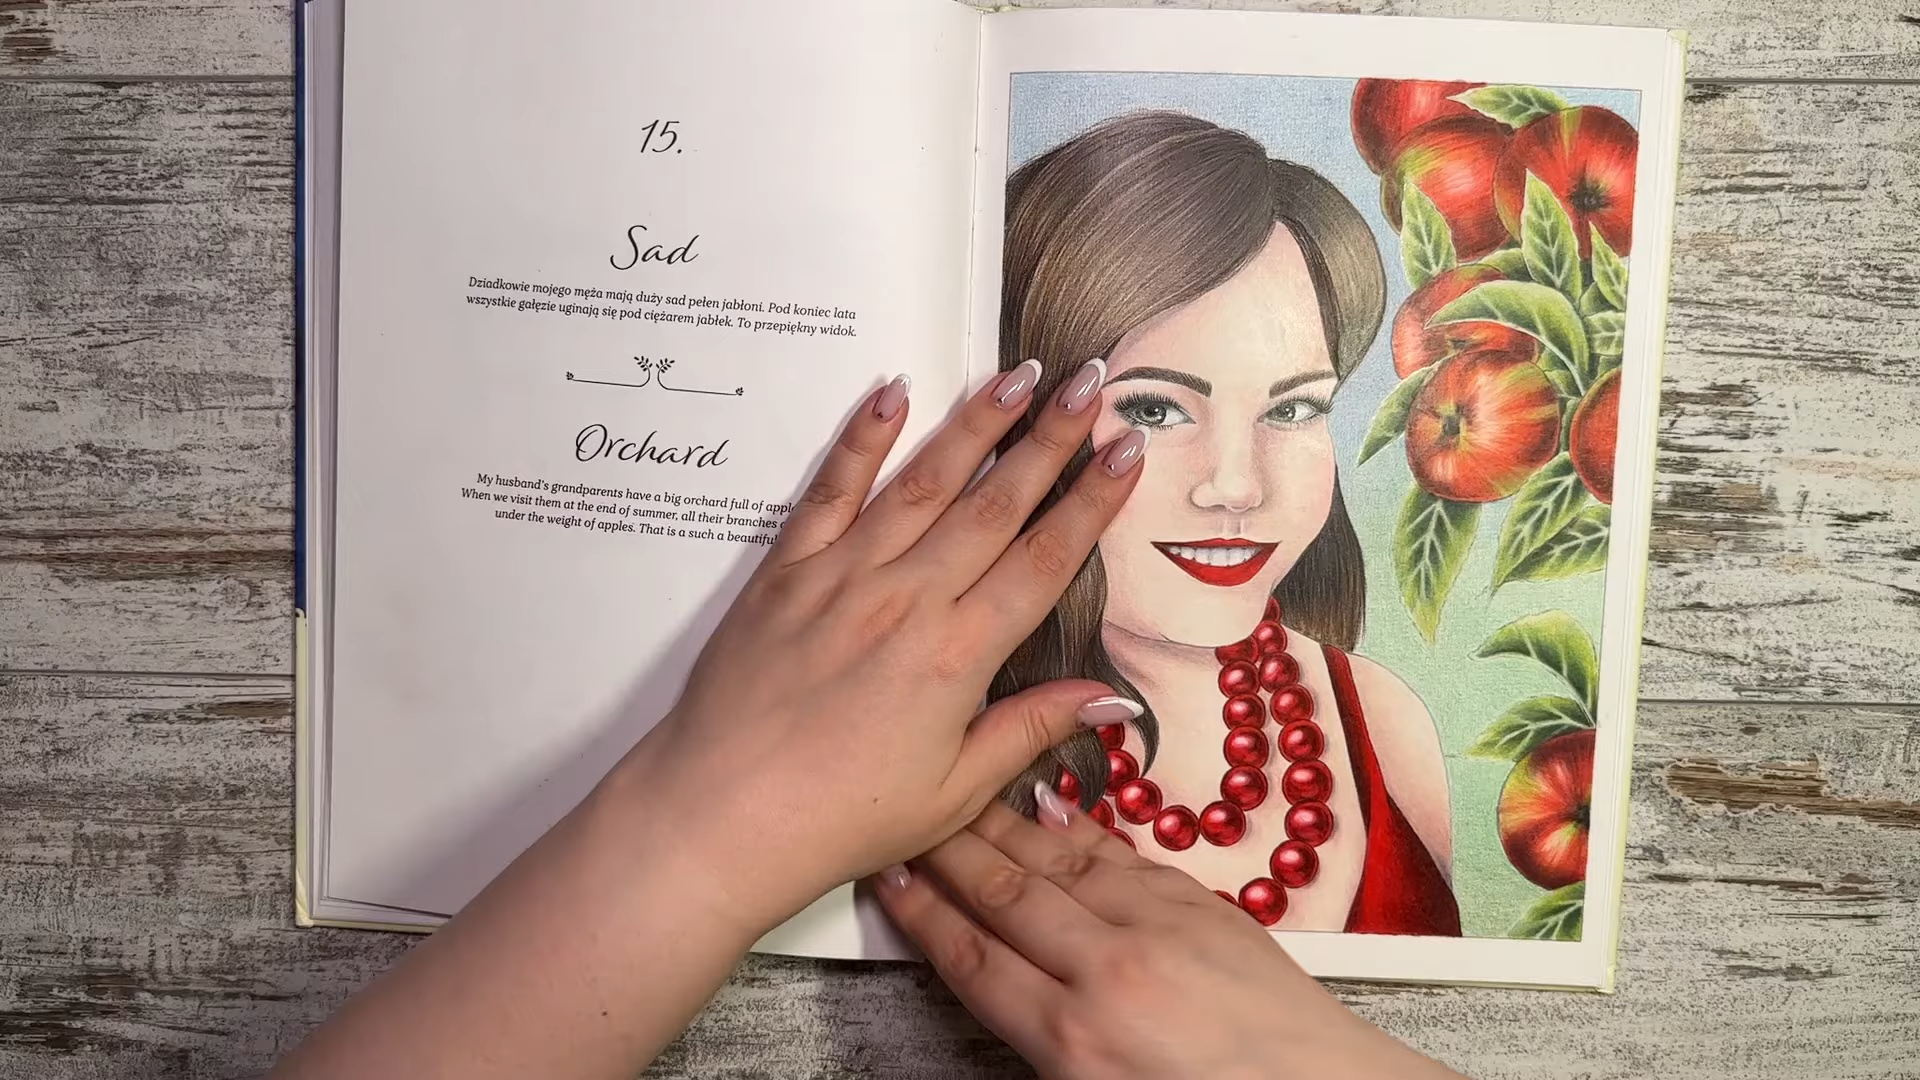 15.
Sad
Dziadkowie mojego męża mają duży sad pełen jabłoni. Pod koniec lata
wszystkie gałęzie uginają się pod ciężarem jabłek. To przepiękny widok.
Orchard
My husband's grandparents have a big orchard full of
When we visit them at the end of summer, all their branches
under the weight of apples. That is a such a